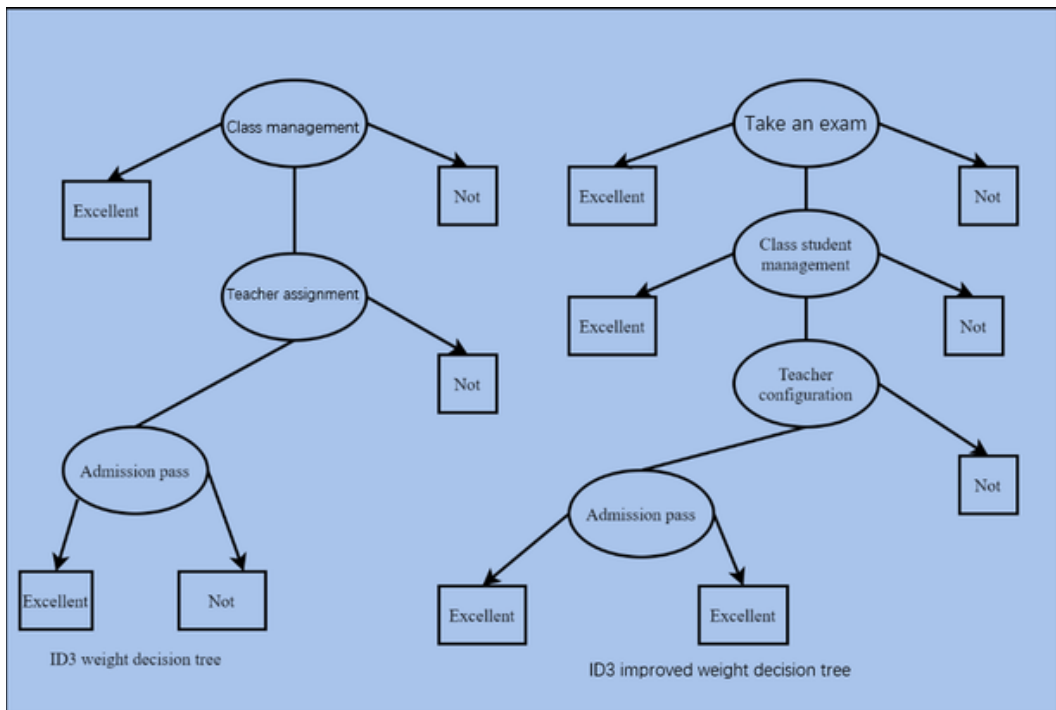 Class management
Excellent
Not
Teacher assignment
Not
Admission pass
Excellent
Not
ID3 weight decision tree
Take an exam
Excellent
Not
Class student
management
Excellent
Not
Teacher
configuration
Not
Admission pass
Excellent
Excellent
ID3 improved weight decision tree